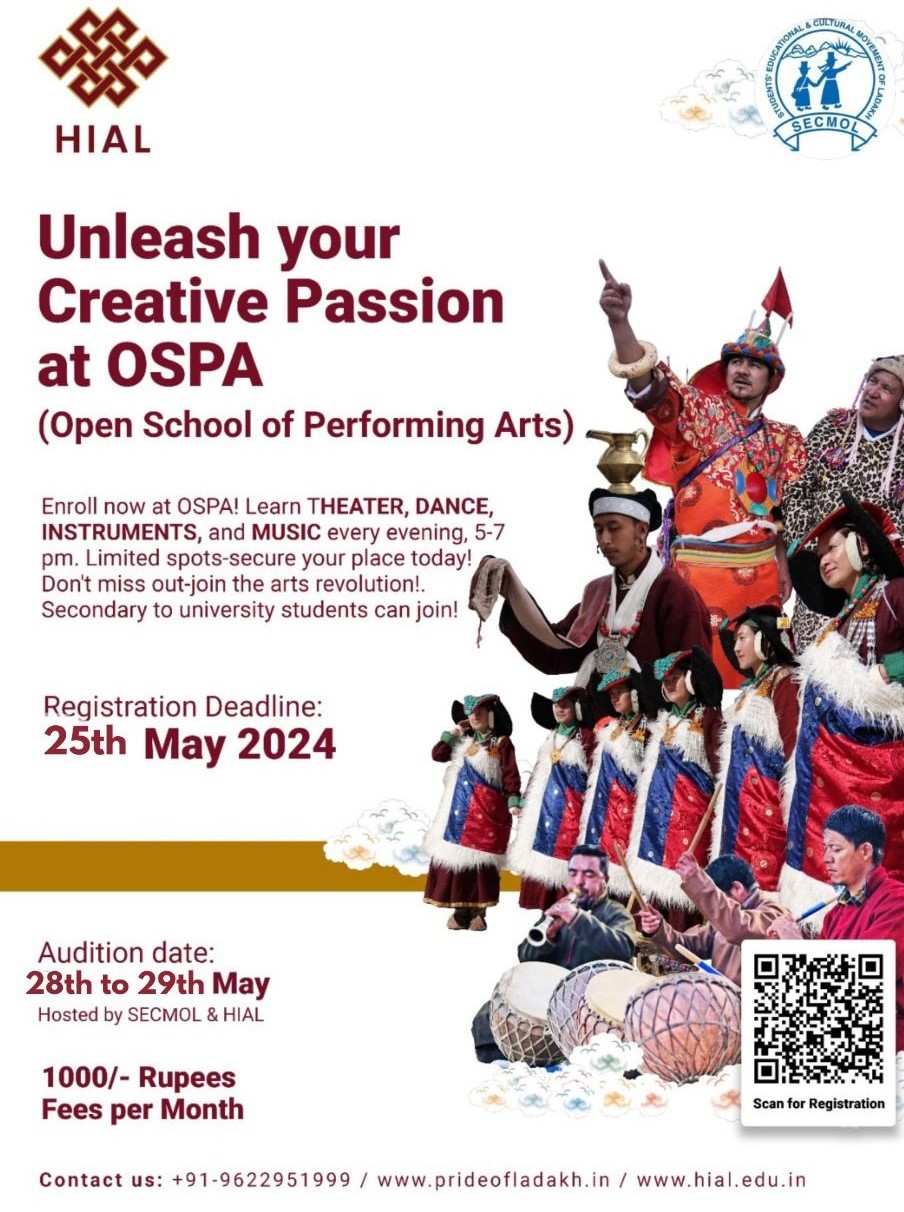 HIAL
STUDENTS' EDUCATIONAL & CULTURAL MOVEMENT OF LADAKH
SECMOL
Unleash your
Creative Passion
at OSPA
(Open School of Performing Arts)
Enroll now at OSPA! Learn THEATER, DANCE,
INSTRUMENTS, and MUSIC every evening, 5-7
pm. Limited spots-secure your place today!
Don't miss out-join the arts revolution!.
Secondary to university students can join!
Registration Deadline:
25th May 2024
Audition date:
28th to 29th May
Hosted by SECMOL & HIAL
1000/- Rupees
Fees per Month
Scan for Registration
Contact us: +91-9622951999 / www.prideofladakh.in / www.hial.edu.in